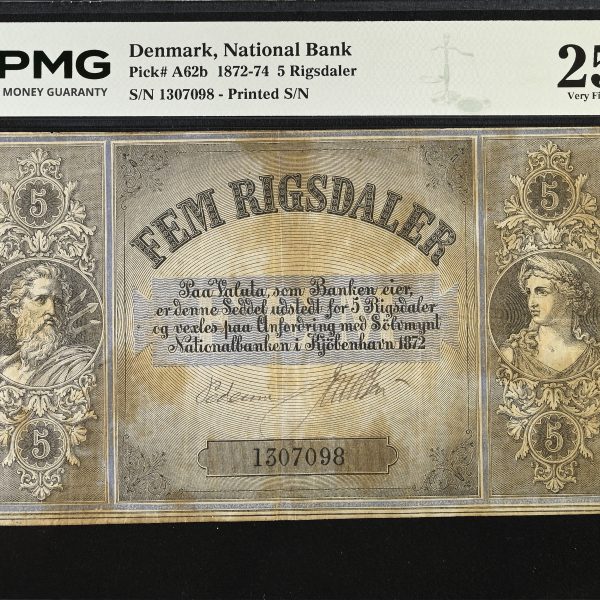 PMG
MONEY GUARANTY
Denmark, National Bank
Pick# A62b 1872-74 5 Rigsdaler
S/N 1307098 - Printed S/N
25
Very Fi
5
5
FEM RIGSDALER
Paa Valuta, som Banken eier,
er denne Seddel udstedt for 5 Rigsdaler
og vexles paa Anfordring med Sölvmynt
Nationalbanken i Kjöbenhavn 1872
1307098
5
5